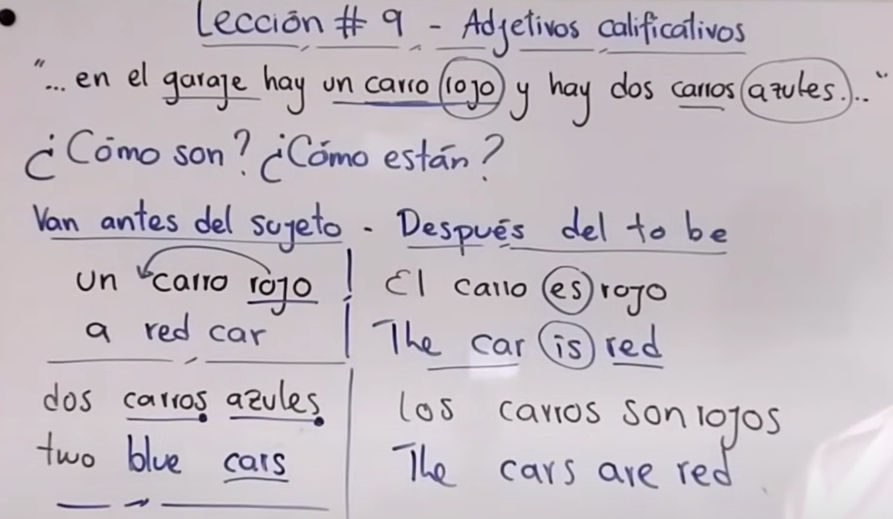 Lección # 9 - Adjetivos calificativos
"... en el garaje hay un carro rojo y hay dos carros azules..."
¿Cómo son? ¿Cómo están?
Van antes del sujeto - Después del to be
un carro rojo
a red car
dos carros azules
two blue cars
El carro es rojo
The car is red
los carros son rojos
The cars are red